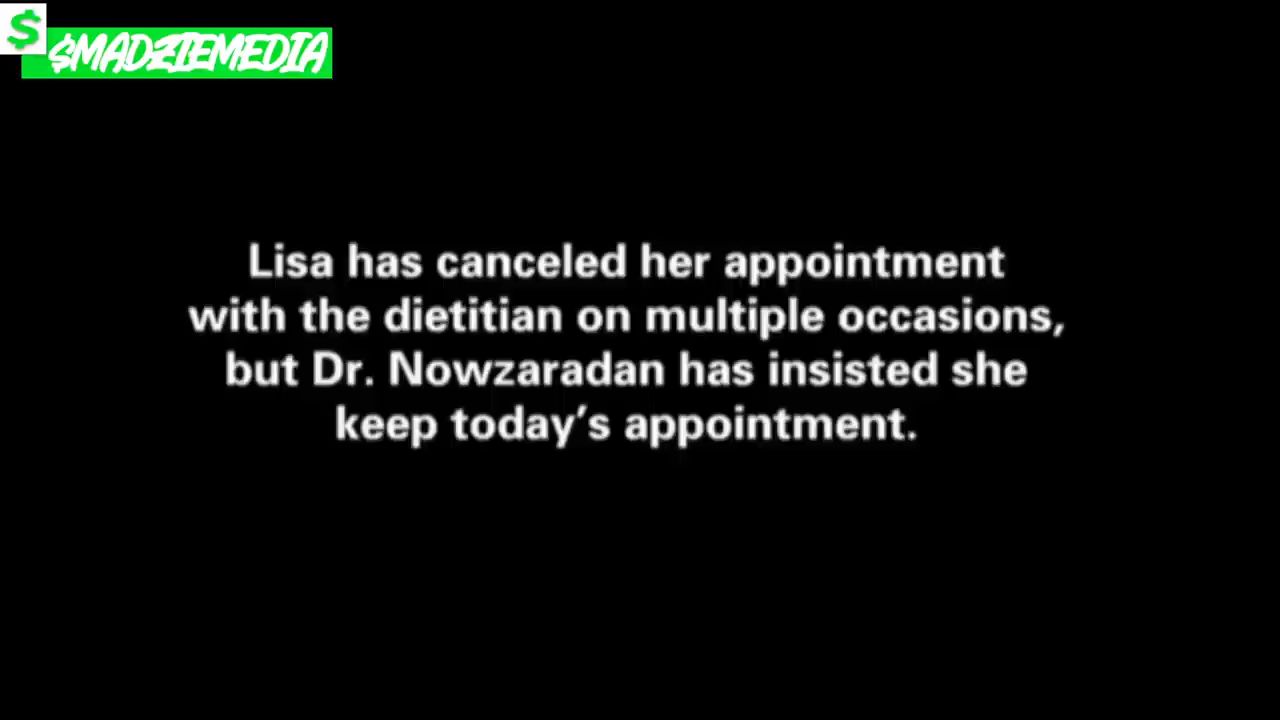 $
$MADZIEMEDIA
Lisa has canceled her appointment
with the dietitian on multiple occasions,
but Dr. Nowzaradan has insisted she
keep today’s appointment.